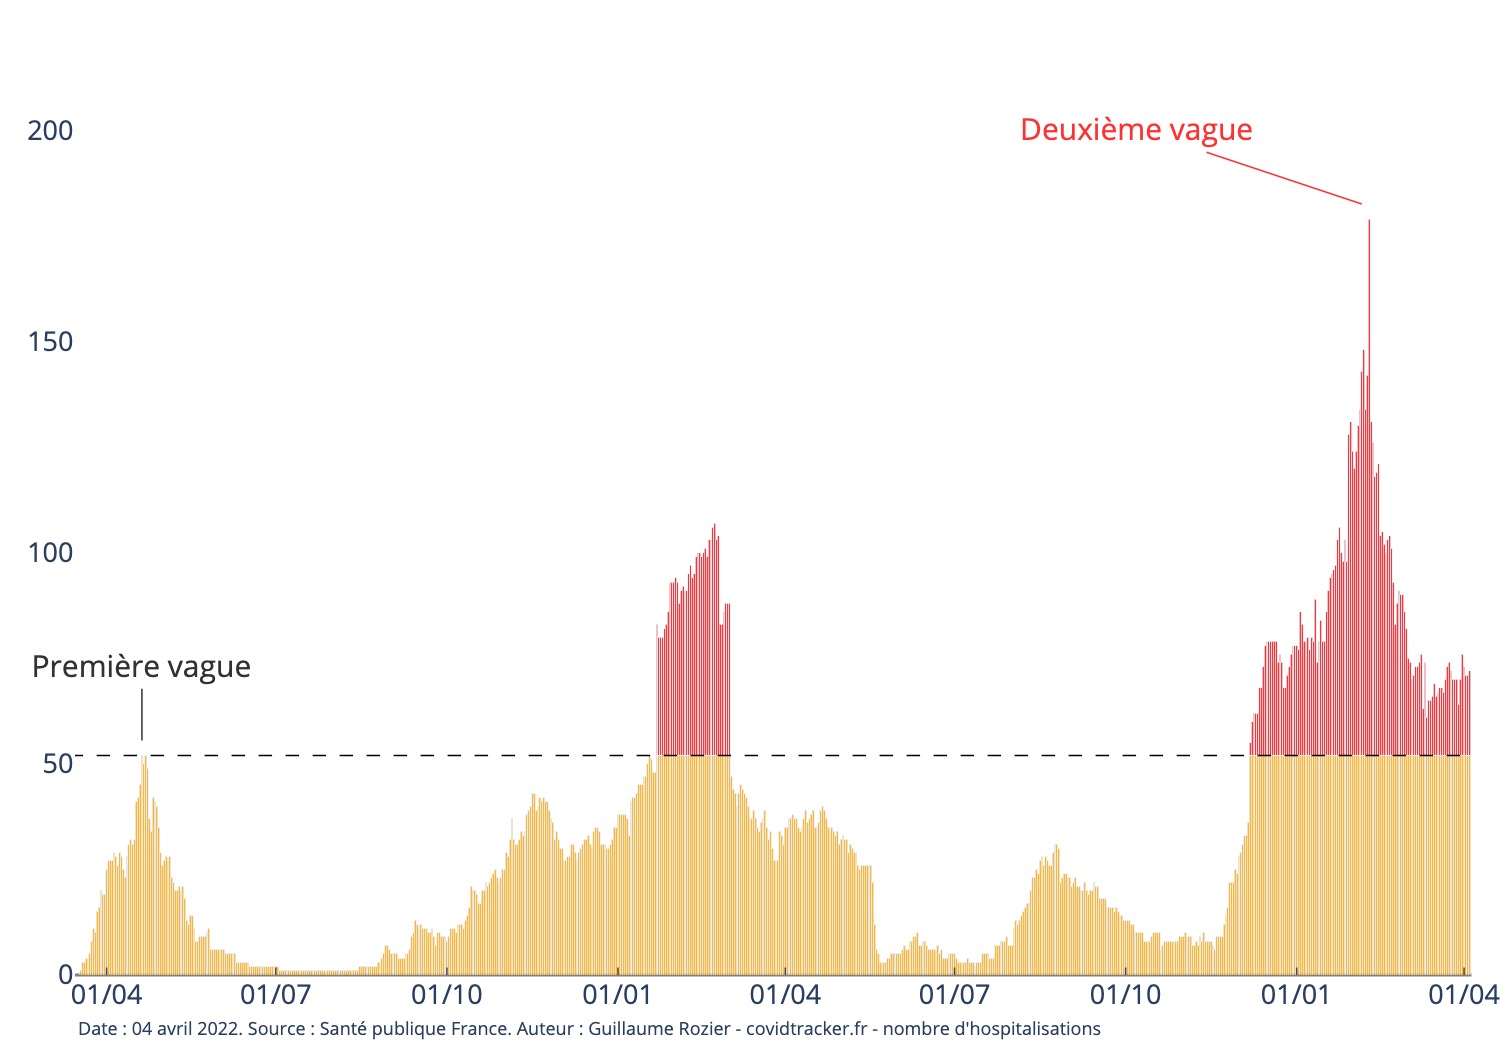 200
Deuxième vague
150
100
Première vague
50
0
01/04 01/07 01/10 01/01 01/04 01/07 01/10 01/01 01/04
Date : 04 avril 2022. Source : Santé publique France. Auteur : Guillaume Rozier - covidtracker.fr - nombre d'hospitalisations